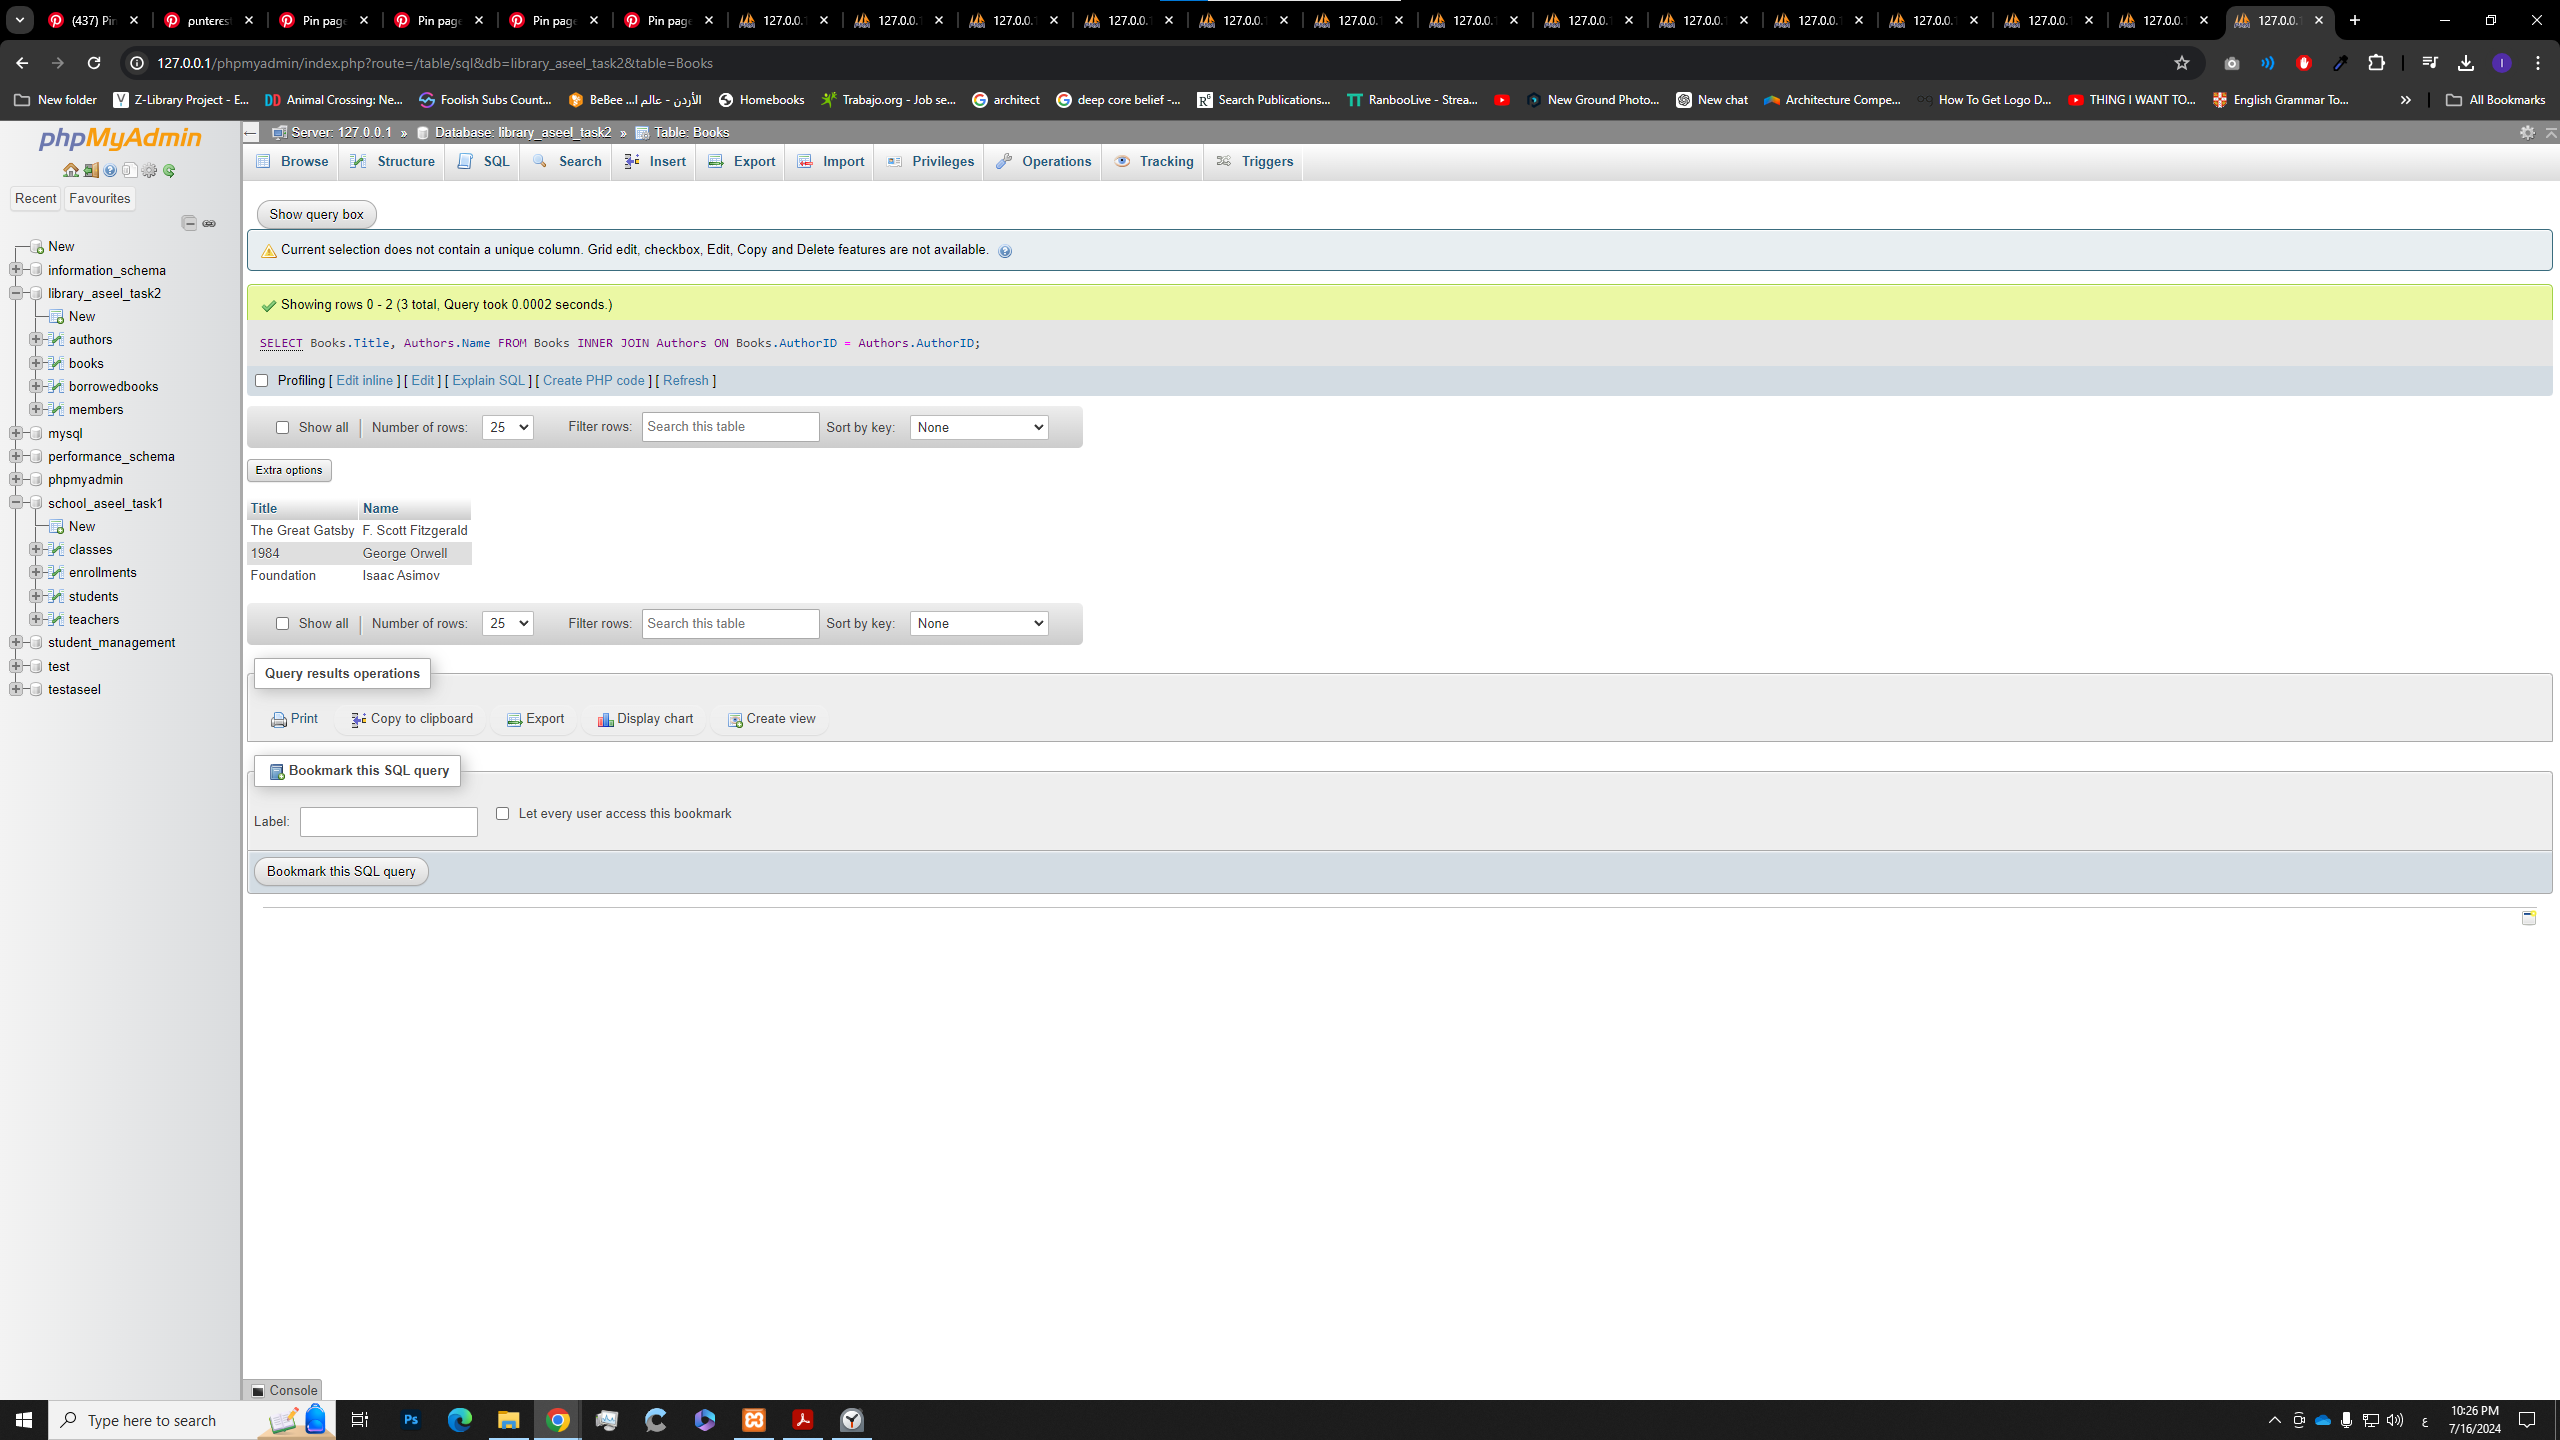 (437) Pin
pinterest
Pin page
Pin page
Pin page
Pin page
127.0.0.1
127.0.0.1
127.0.0.1
127.0.0.1
127.0.0.1
127.0.0.1
127.0.0.1
127.0.0.1
127.0.0.1
127.0.0.1
127.0.0.1
127.0.0.1
127.0.0.1
127.0.0.1
127.0.0.1/phpmyadmin/index.php?route=/table/sql&db=library_aseel_task2&table=Books
New folder
Z-Library Project - E...
Animal Crossing: Ne...
Foolish Subs Count...
BeBee الأردن - عالم ا...
Homebooks
Trabajo.org - Job se...
architect
deep core belief -...
Search Publications...
RanbooLive - Strea...
New Ground Photo...
New chat
Architecture Compe...
How To Get Logo D...
THING I WANT TO...
English Grammar To...
All Bookmarks
phpMyAdmin
Recent Favourites
New
information_schema
library_aseel_task2
New
authors
books
borrowedbooks
members
mysql
performance_schema
phpmyadmin
school_aseel_task1
New
classes
enrollments
students
teachers
student_management
test
testaseel
Server: 127.0.0.1 » Database: library_aseel_task2 » Table: Books
Browse Structure SQL Search Insert Export Import Privileges Operations Tracking Triggers
Show query box
Current selection does not contain a unique column. Grid edit, checkbox, Edit, Copy and Delete features are not available.
Showing rows 0 - 2 (3 total, Query took 0.0002 seconds.)
SELECT Books.Title, Authors.Name FROM Books INNER JOIN Authors ON Books.AuthorID = Authors.AuthorID;
Profiling [ Edit inline ] [ Edit ] [ Explain SQL ] [ Create PHP code ] [ Refresh ]
Show all Number of rows: 25 Filter rows: Search this table Sort by key: None
Extra options
Title Name
The Great Gatsby F. Scott Fitzgerald
1984 George Orwell
Foundation Isaac Asimov
Show all Number of rows: 25 Filter rows: Search this table Sort by key: None
Query results operations
Print Copy to clipboard Export Display chart Create view
Bookmark this SQL query
Label: Let every user access this bookmark
Bookmark this SQL query
Console
Type here to search
Ps
ع
10:26 PM
7/16/2024